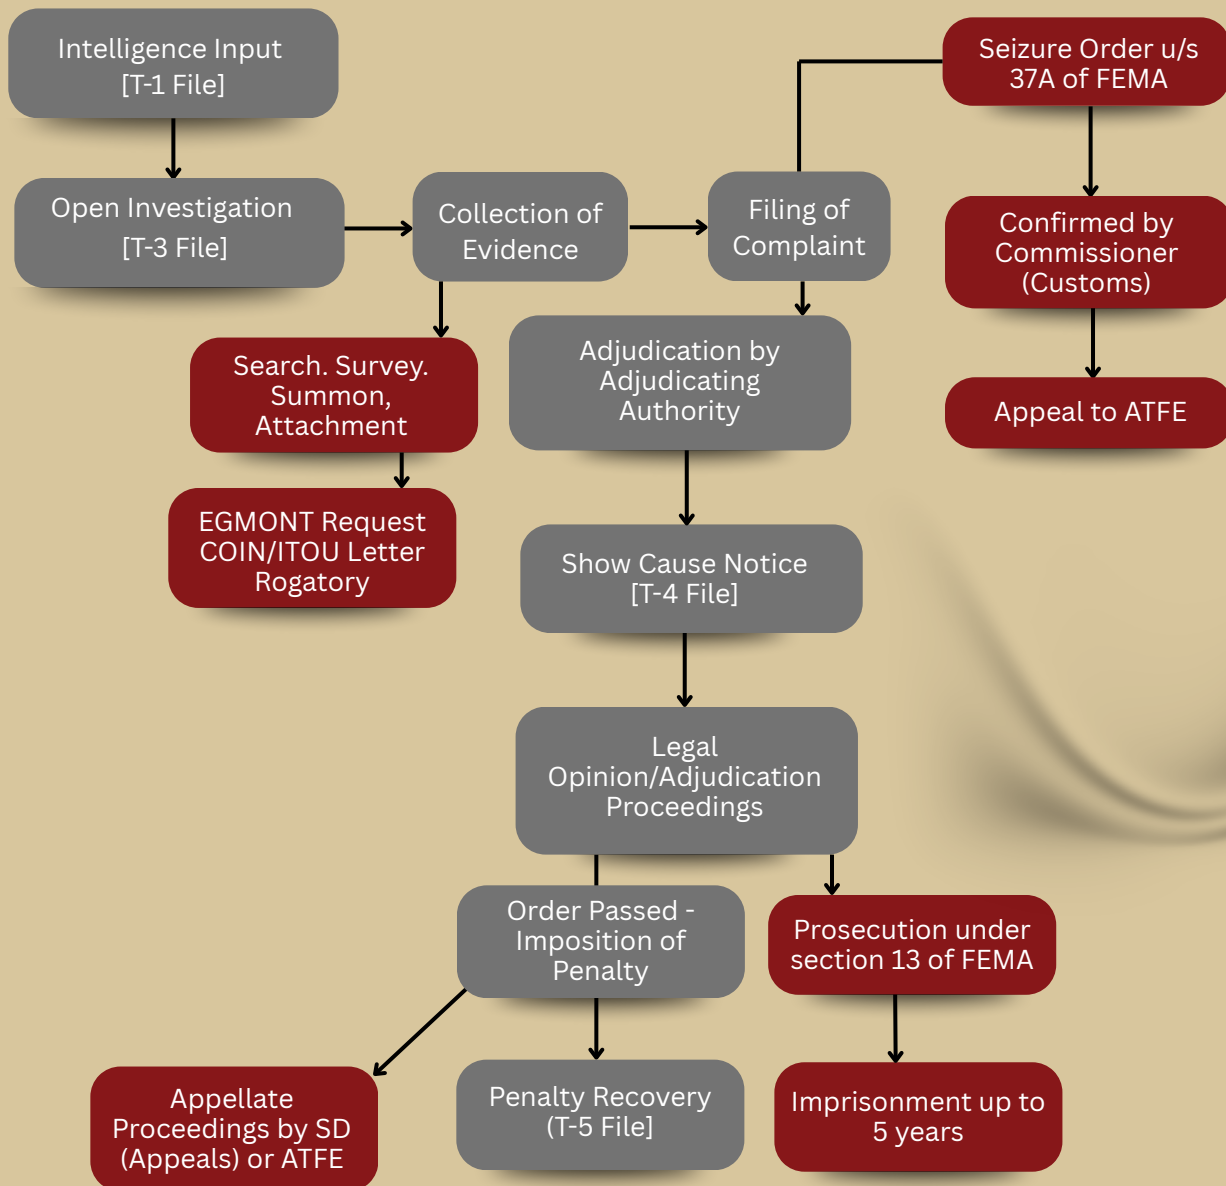 Intelligence Input
[T-1 File]
Seizure Order u/s
37A of FEMA
Open Investigation
[T-3 File]
Collection of
Evidence
Filing of
Complaint
Confirmed by
Commissioner
(Customs)
Search. Survey.
Summon,
Attachment
Adjudication by
Adjudicating
Authority
Appeal to ATFE
EGMONT Request
COIN/ITOU Letter
Rogatory
Show Cause Notice
[T-4 File]
Legal
Opinion/Adjudication
Proceedings
Order Passed -
Imposition of
Penalty
Prosecution under
section 13 of FEMA
Appellate
Proceedings by SD
(Appeals) or ATFE
Penalty Recovery
(T-5 File]
Imprisonment up to
5 years